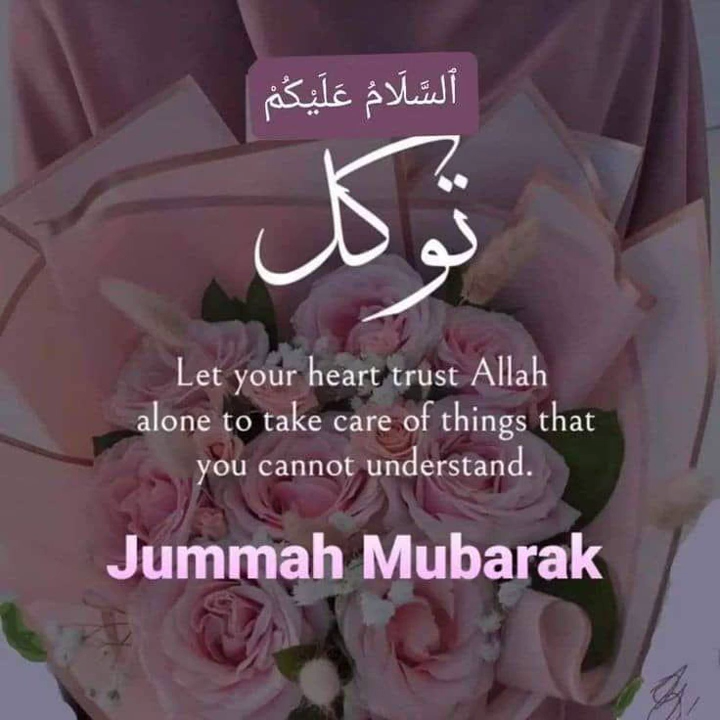 ٱلسَّلَامُ عَلَيْكُمْ
توكل
Let your heart trust Allah
alone to take care of things that
you cannot understand.
Jummah Mubarak